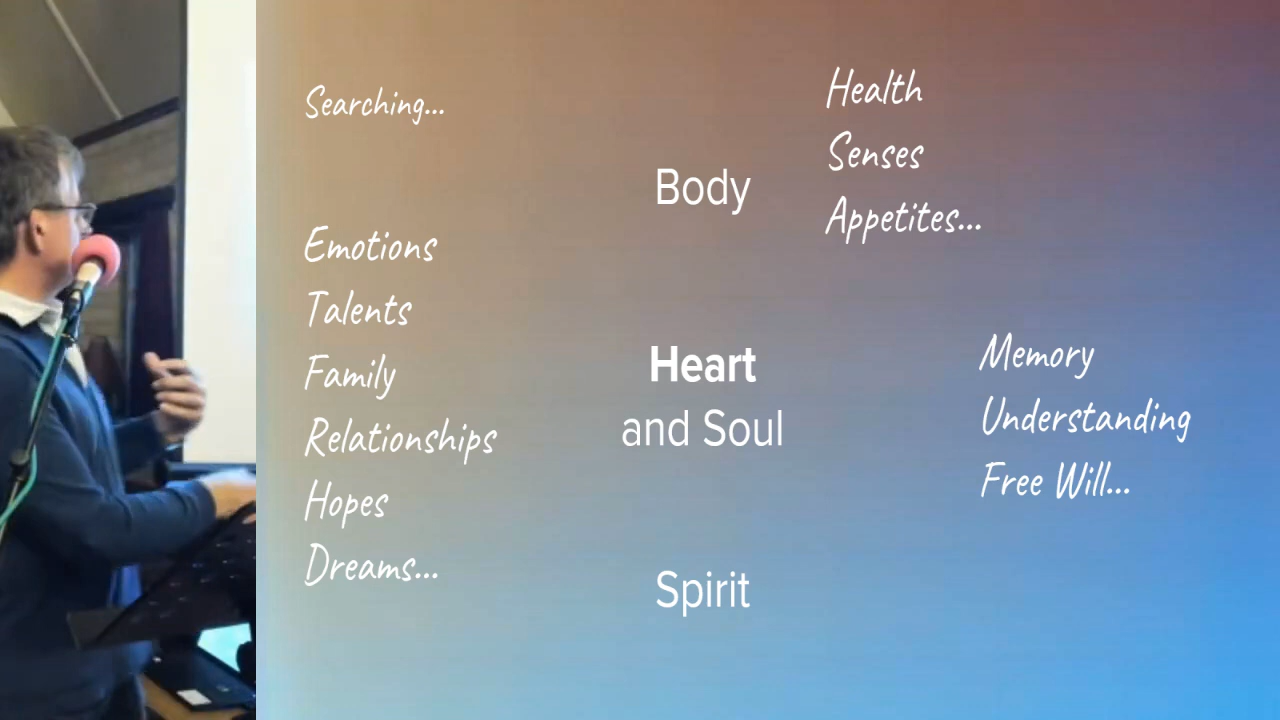 Searching...
Emotions
Talents
Family
Relationships
Hopes
Dreams...
Body
Heart
and Soul
Spirit
Health
Senses
Appetites...
Memory
Understanding
Free Will...